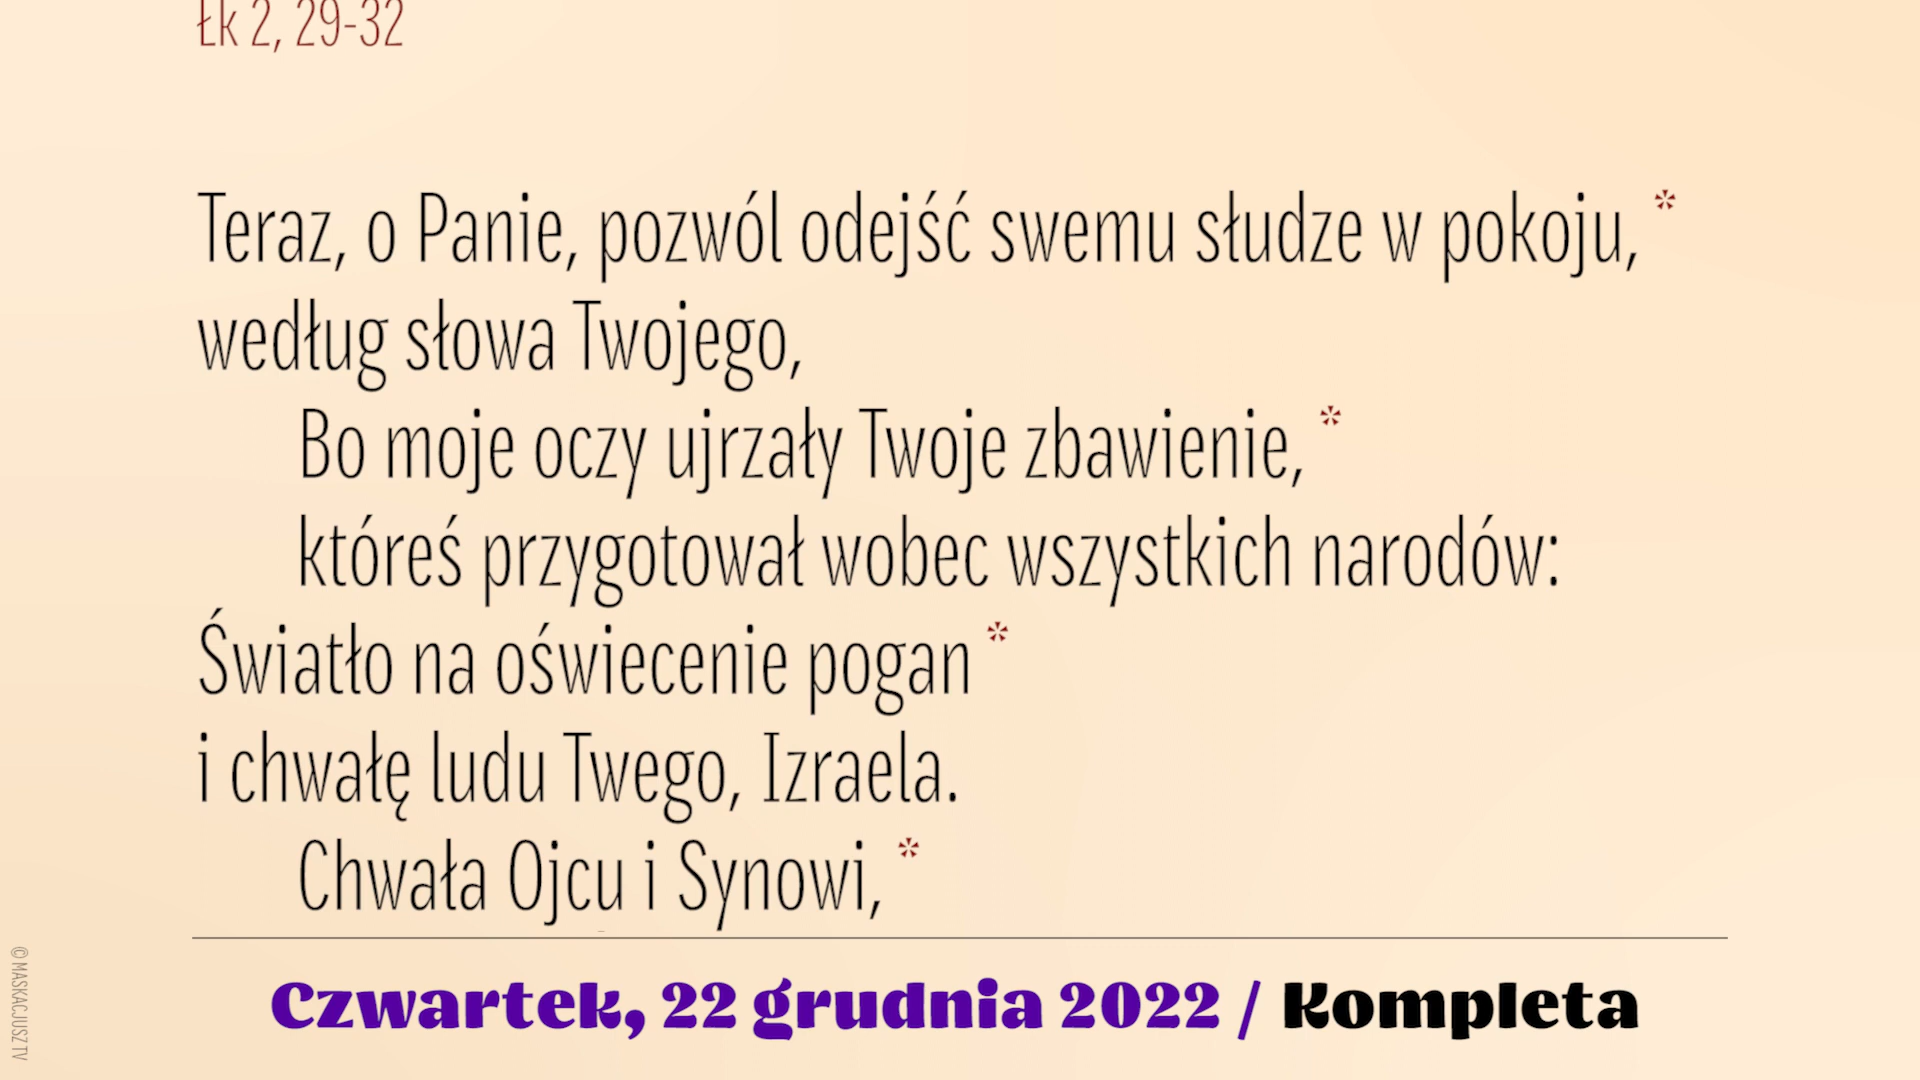 Łk 2, 29-32
Teraz, o Panie, pozwól odejść swemu słudze w pokoju, *
według słowa Twojego,
Bo moje oczy ujrzały Twoje zbawienie, *
któreś przygotował wobec wszystkich narodów:
Światło na oświecenie pogan *
i chwałę ludu Twego, Izraela.
Chwała Ojcu i Synowi, *
Czwartek, 22 grudnia 2022 / Kompleta
© MASKACJUSZ TV